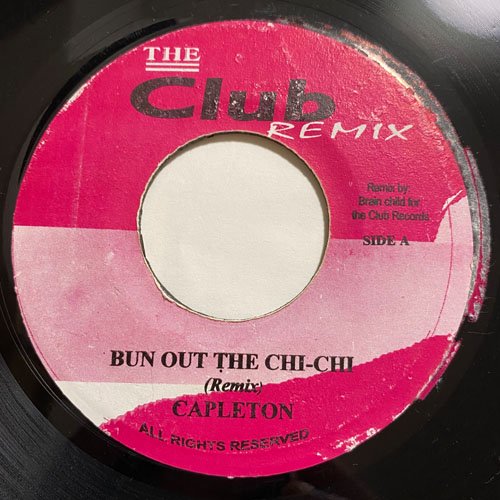 THE
Club
REMIX
Remix by:
Brain child for
the Club Records
SIDE A
BUN OUT THE CHI-CHI
(Remix)
CAPLETON
ALL RIGHTS RESERVED